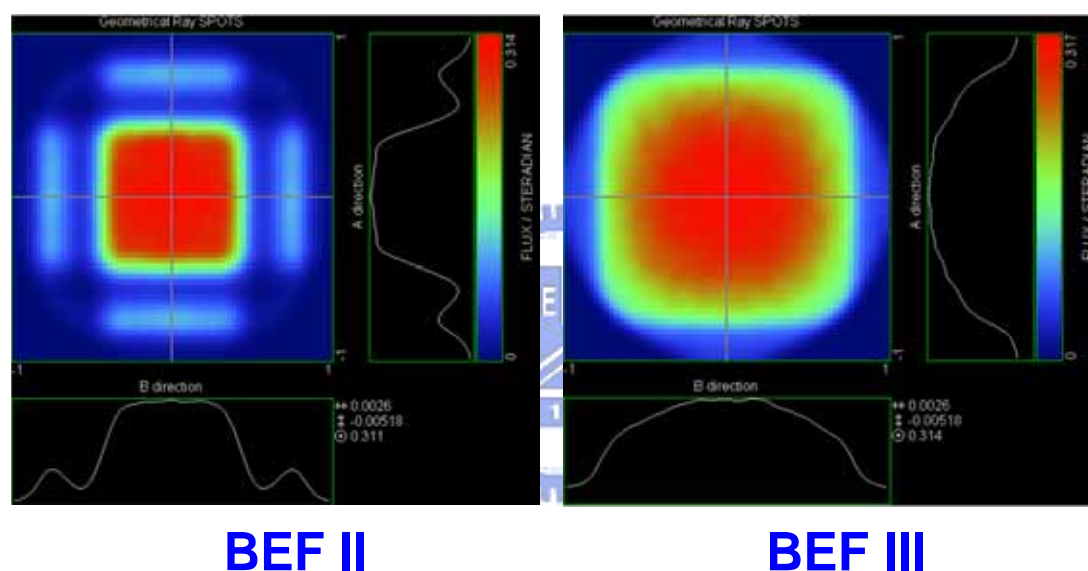 Geometrical Ray SPOTS
1
-1
-1
1
A direction
B direction
0.314
0
FLUX / STERADIAN
↔ 0.0026
↕ -0.00518
⊙ 0.311
BEF II
Geometrical Ray SPOTS
1
-1
-1
1
A direction
B direction
0.317
0
FLUX / STERADIAN
↔ 0.0026
↕ -0.00518
⊙ 0.314
BEF III